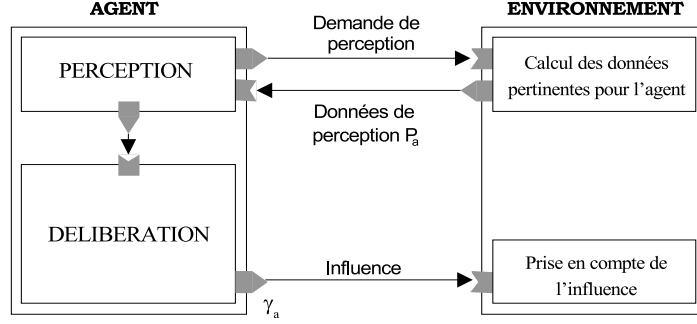 AGENT
ENVIRONNEMENT
PERCEPTION
Demande de
perception
Calcul des données
pertinentes pour l'agent
Données de
perception Pa
DELIBERATION
Influence
γa
Prise en compte de
l'influence